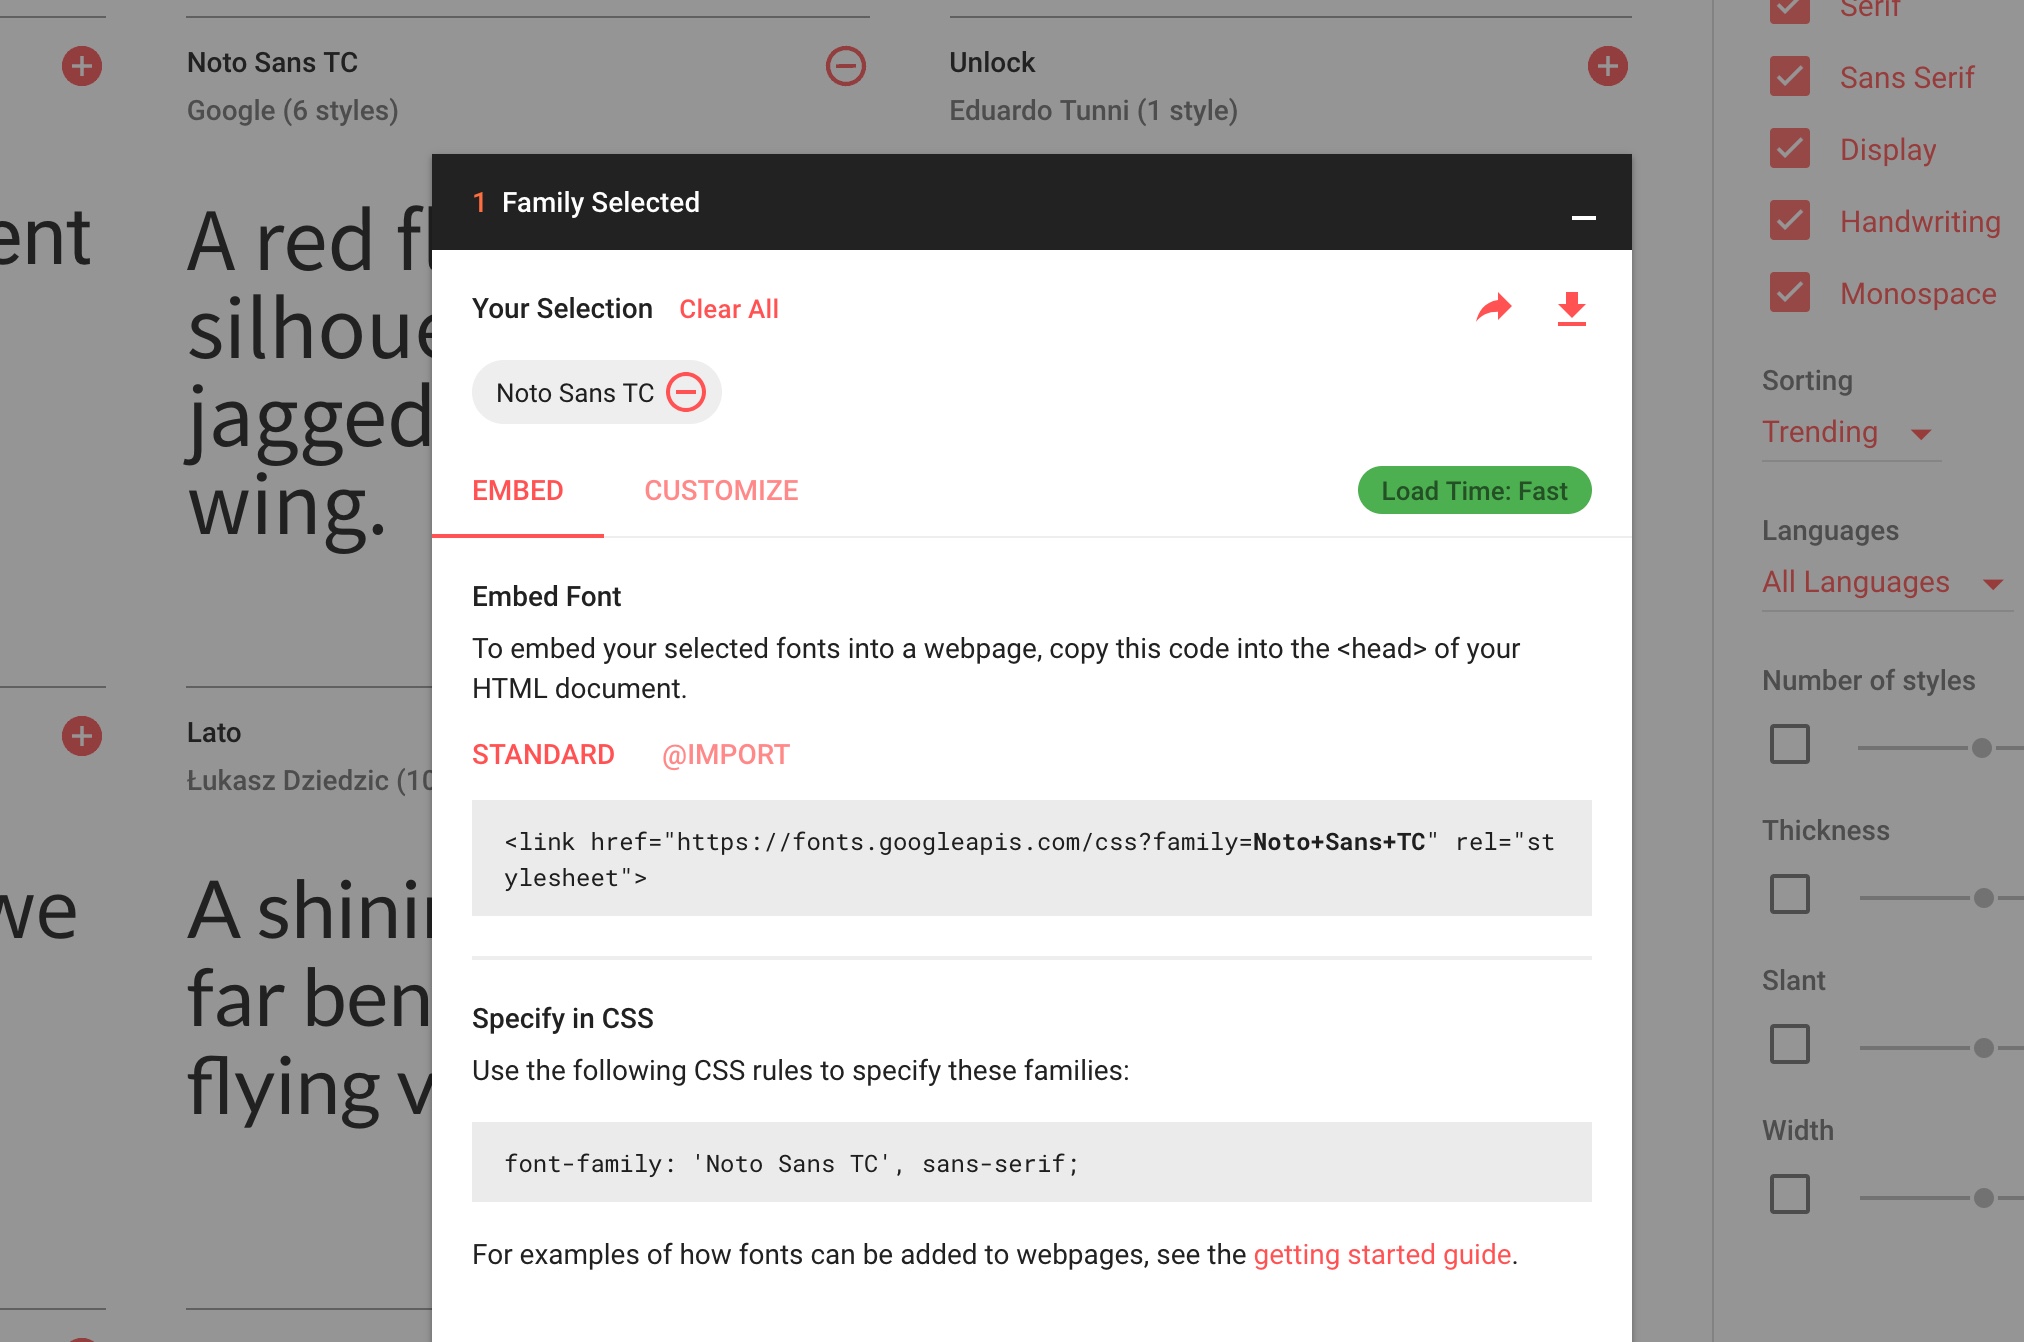 Noto Sans TC
Google (6 styles)
Unlock
Eduardo Tunni (1 style)
ent
A red fl
silhoue
jagged
wing.
1 Family Selected
Your Selection Clear All
Noto Sans TC
EMBED CUSTOMIZE Load Time: Fast
Embed Font
To embed your selected fonts into a webpage, copy this code into the <head> of your
HTML document.
STANDARD @IMPORT
<link href="https://fonts.googleapis.com/css?family=Noto+Sans+TC" rel="st
ylesheet">
Specify in CSS
Use the following CSS rules to specify these families:
font-family: 'Noto Sans TC', sans-serif;
For examples of how fonts can be added to webpages, see the getting started guide.
Lato
Łukasz Dziedzic (10
we
A shinin
far ben
flying v
Serif
Sans Serif
Display
Handwriting
Monospace
Sorting
Trending
Languages
All Languages
Number of styles
Thickness
Slant
Width